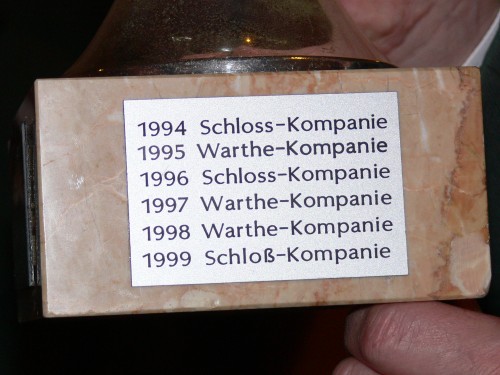 1994 Schloss-Kompanie
1995 Warthe-Kompanie
1996 Schloss-Kompanie
1997 Warthe-Kompanie
1998 Warthe-Kompanie
1999 Schloß-Kompanie